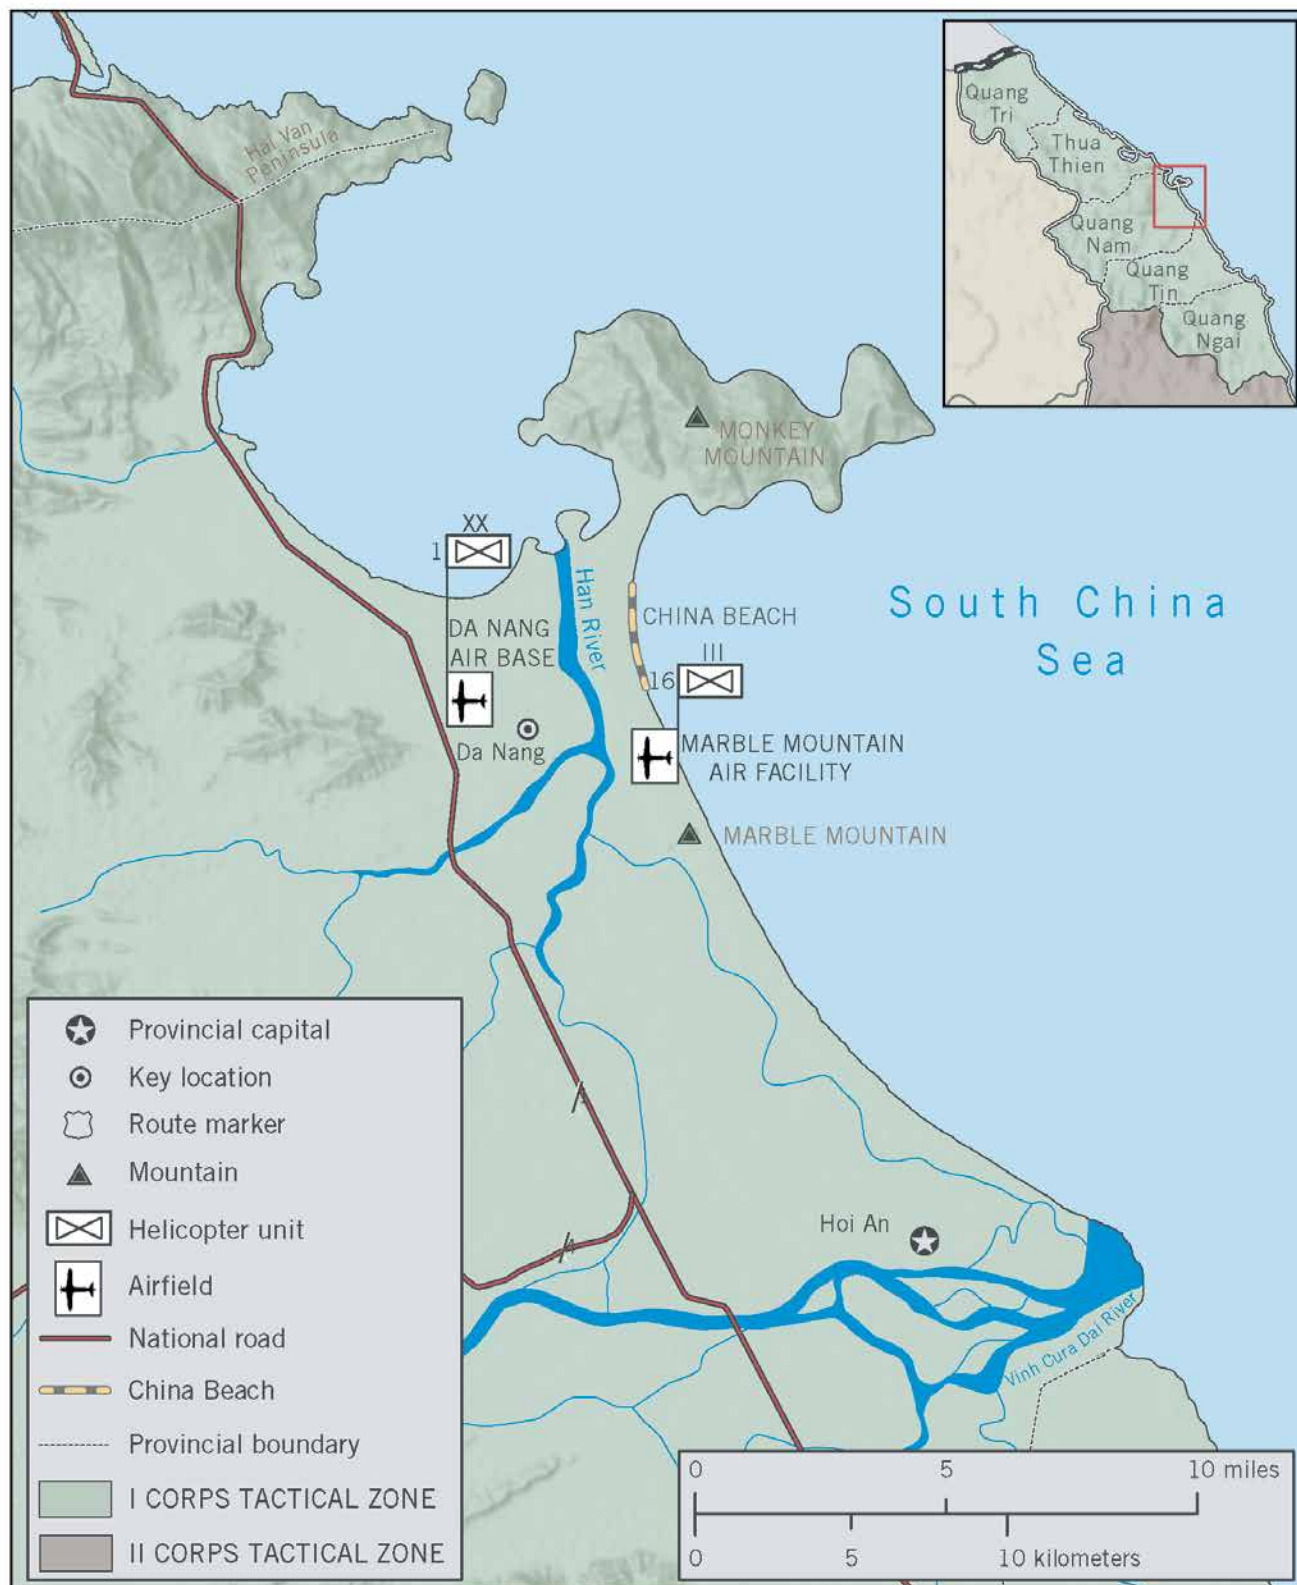 Hai Van
Peninsula
Quang
Tri
Thua
Thien
Quang
Nam
Quang
Tin
Quang
Ngai
MONKEY
MOUNTAIN
XX
1
DA NANG
AIR BASE
Han River
CHINA BEACH
III
16
South China
Sea
Da Nang
MARBLE MOUNTAIN
AIR FACILITY
MARBLE MOUNTAIN
1
4
Hoi An
Vinh Cura Dai River
Provincial capital
Key location
Route marker
Mountain
Helicopter unit
Airfield
National road
China Beach
Provincial boundary
I CORPS TACTICAL ZONE
II CORPS TACTICAL ZONE
0 5 10 miles
0 5 10 kilometers